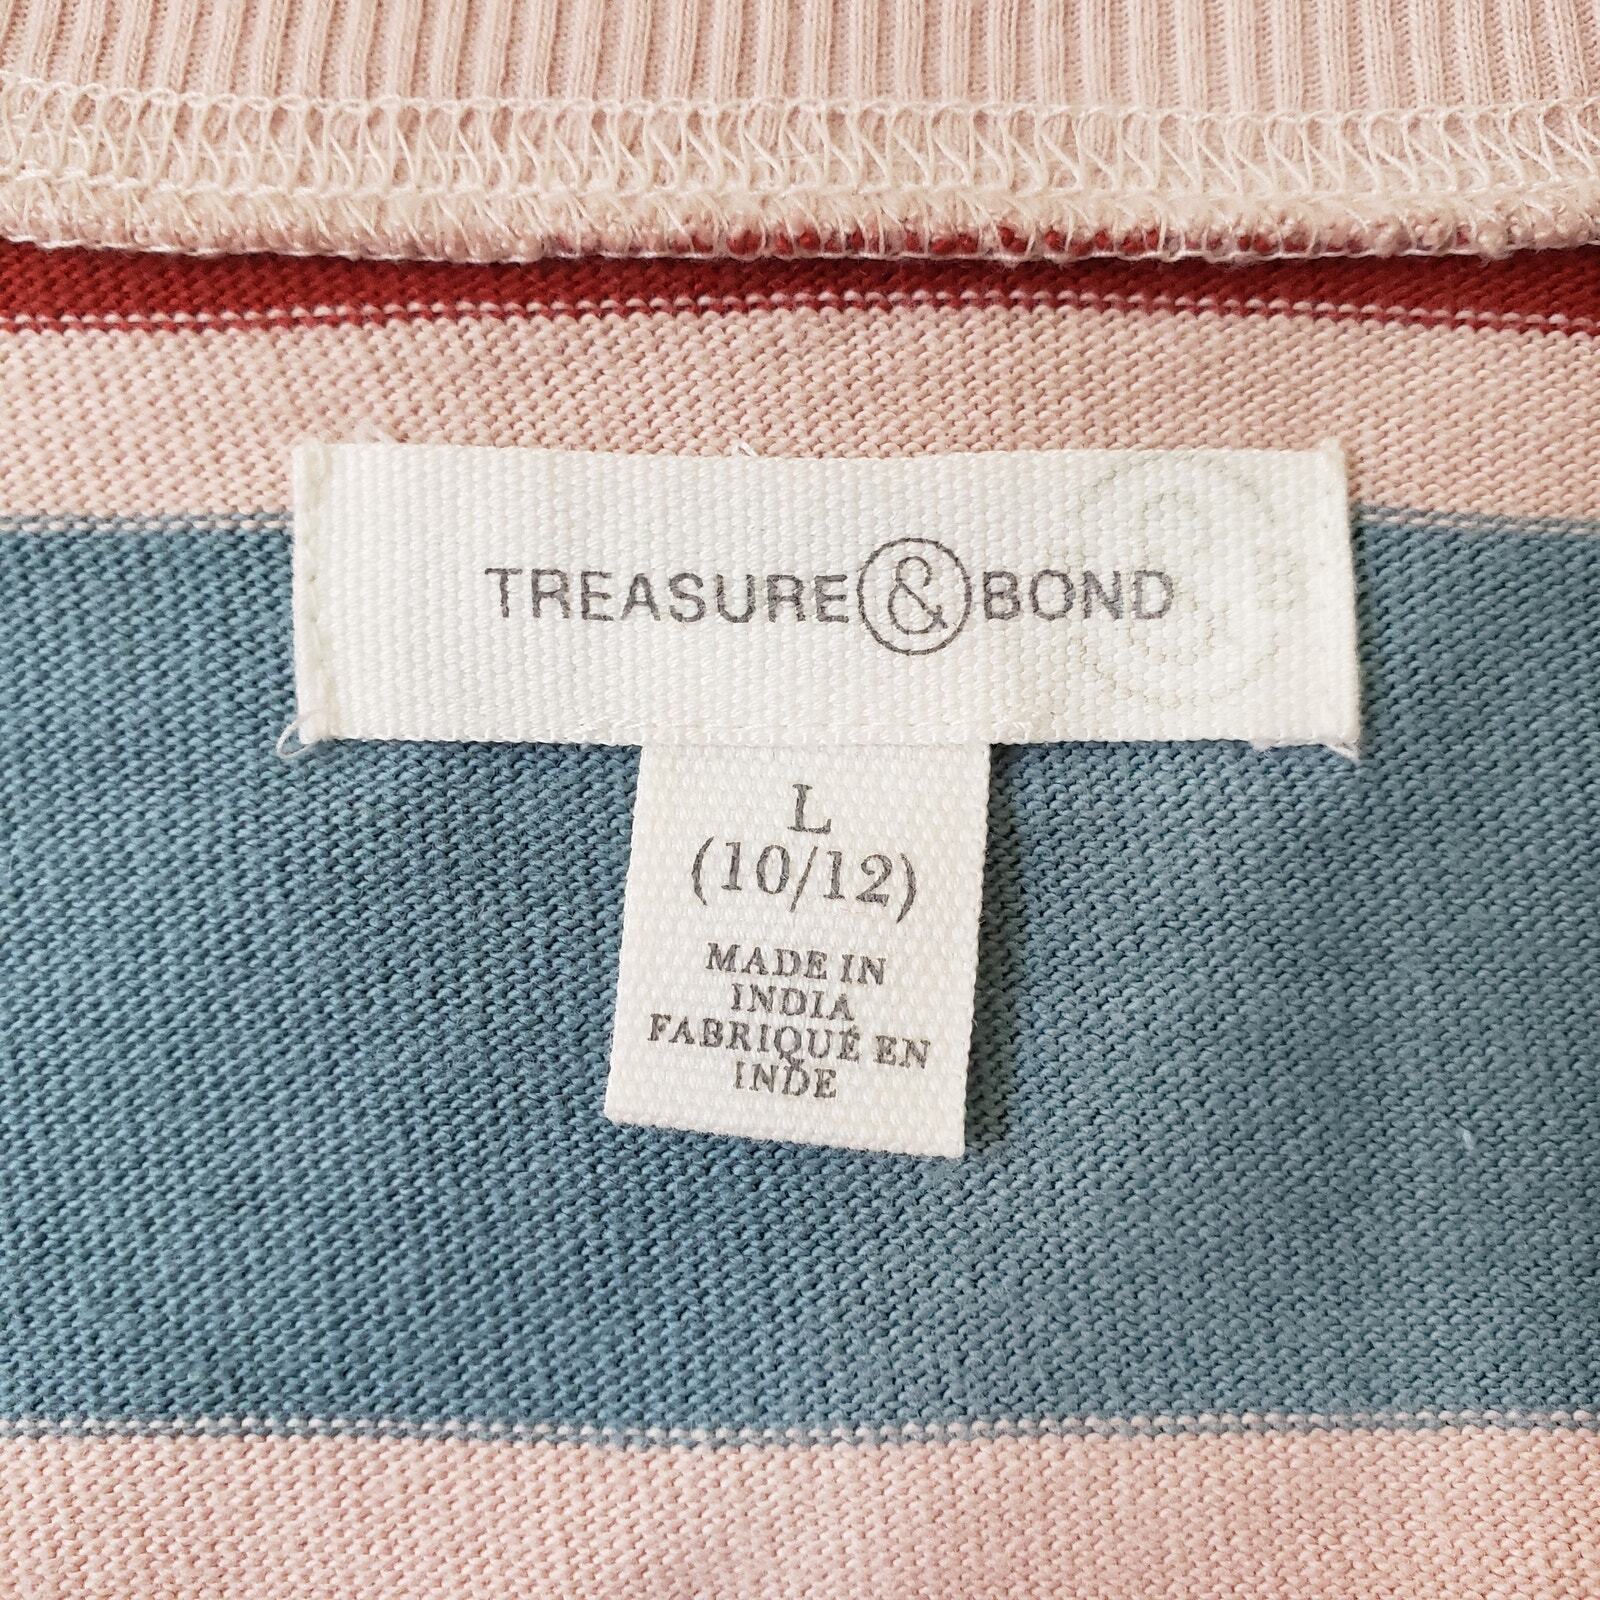 TREASURE & BOND
L
(10/12)
MADE IN
INDIA
FABRIQUÉ EN
INDE